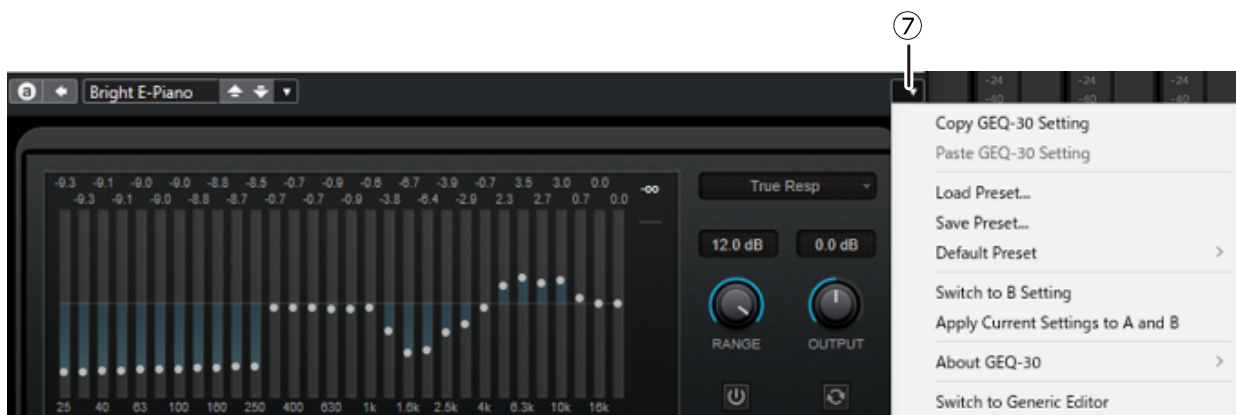 ⑦
a Bright E-Piano
-24 -24 -24
-40 -40 -40
Copy GEQ-30 Setting
Paste GEQ-30 Setting
Load Preset...
Save Preset...
Default Preset
Switch to B Setting
Apply Current Settings to A and B
About GEQ-30
Switch to Generic Editor
-9.3 -9.1 -9.0 -9.0 -8.8 -8.5 -0.7 -0.9 -0.6 -6.7 -3.9 -0.7 3.5 3.0 0.0
-9.3 -9.1 -9.0 -8.8 -8.7 -0.7 -0.7 -0.9 -3.8 -6.4 -2.9 2.3 2.7 0.7 0.0
-∞
True Resp
12.0 dB 0.0 dB
RANGE OUTPUT
25 40 63 100 160 250 400 630 1k 1.6k 2.5k 4k 6.3k 10k 16k